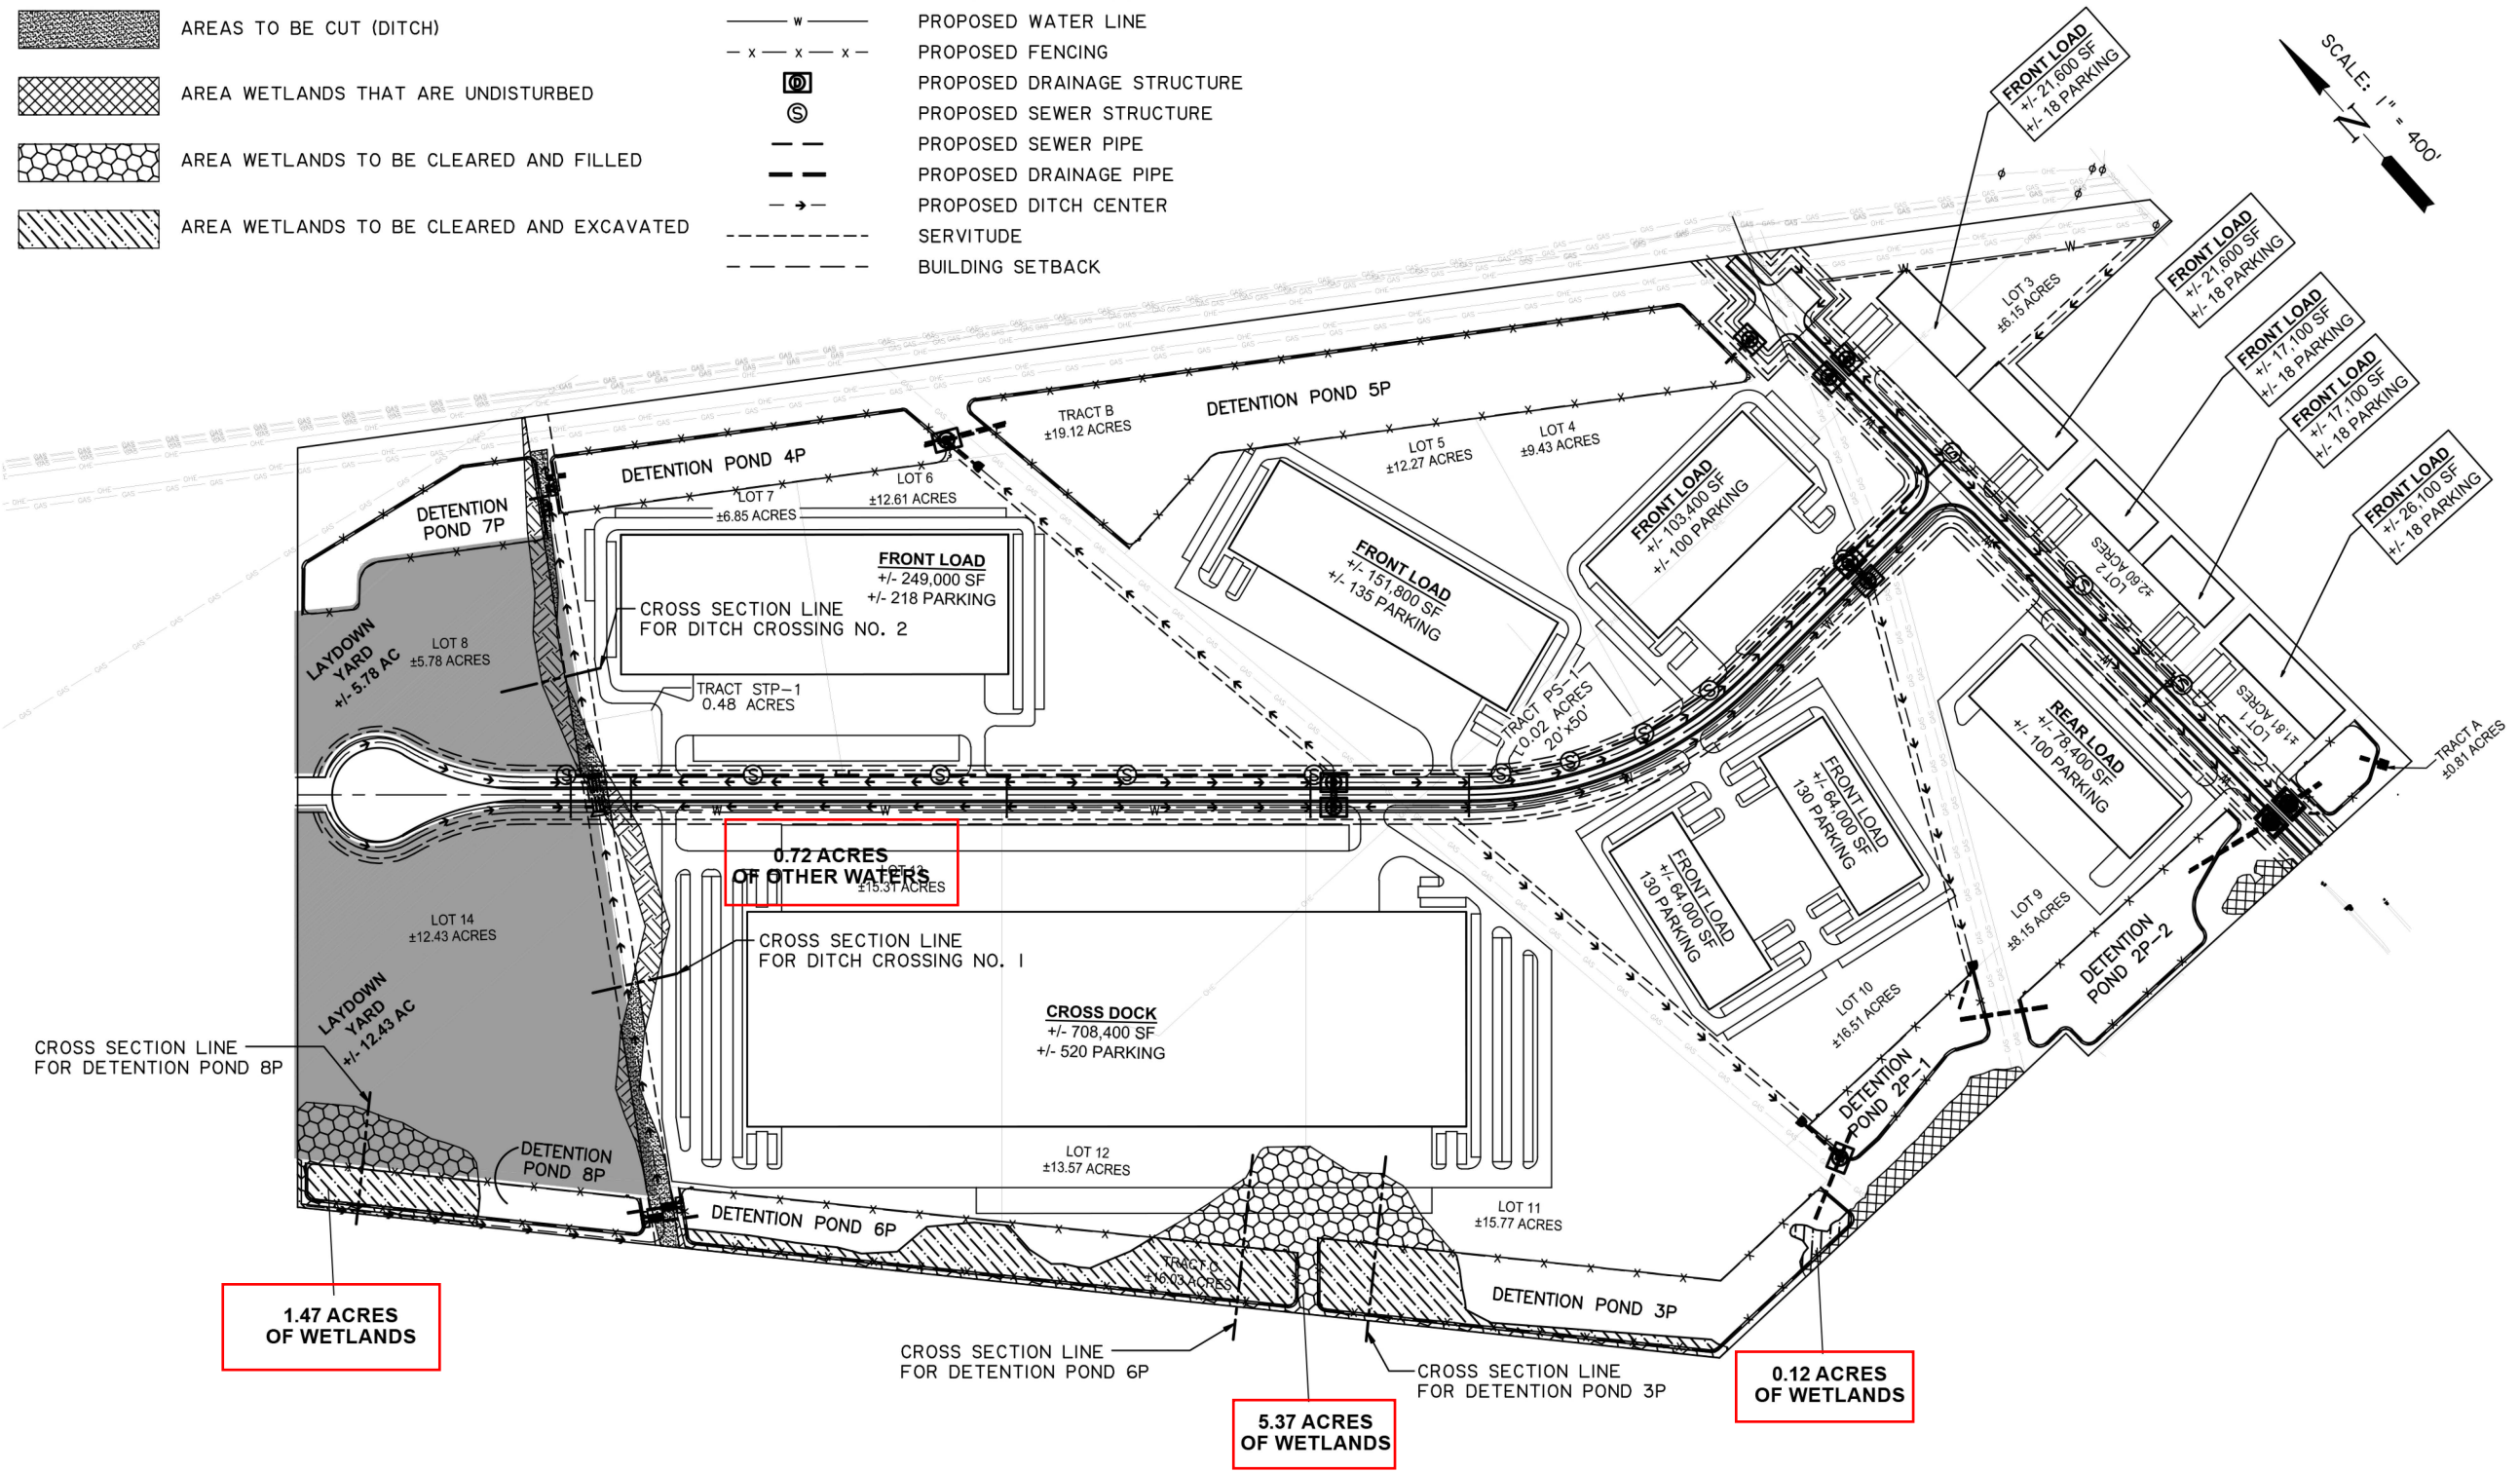 AREAS TO BE CUT (DITCH)
AREA WETLANDS THAT ARE UNDISTURBED
AREA WETLANDS TO BE CLEARED AND FILLED
AREA WETLANDS TO BE CLEARED AND EXCAVATED
W
PROPOSED WATER LINE
X X X
PROPOSED FENCING
D
PROPOSED DRAINAGE STRUCTURE
S
PROPOSED SEWER STRUCTURE
PROPOSED SEWER PIPE
PROPOSED DRAINAGE PIPE
PROPOSED DITCH CENTER
SERVITUDE
BUILDING SETBACK
SCALE: 1" = 400'
N
FRONT LOAD
+/- 21,600 SF
+/- 18 PARKING
FRONT LOAD
+/- 21,600 SF
+/- 18 PARKING
FRONT LOAD
+/- 17,100 SF
+/- 18 PARKING
FRONT LOAD
+/- 17,100 SF
+/- 18 PARKING
FRONT LOAD
+/- 26,100 SF
+/- 18 PARKING
LOT 3
±6.15 ACRES
DETENTION POND 5P
TRACT B
±19.12 ACRES
LOT 5
±12.27 ACRES
LOT 4
±9.43 ACRES
DETENTION POND 4P
LOT 6
±12.61 ACRES
LOT 7
±6.85 ACRES
DETENTION
POND 7P
FRONT LOAD
+/- 249,000 SF
+/- 218 PARKING
FRONT LOAD
+/- 151,800 SF
+/- 135 PARKING
FRONT LOAD
+/- 103,400 SF
+/- 100 PARKING
LOT 2
±2.60 ACRES
LOT 1
±1.81 ACRES
TRACT A
±0.81 ACRES
REAR LOAD
+/- 78,400 SF
+/- 100 PARKING
CROSS SECTION LINE
FOR DITCH CROSSING NO. 2
LAYDOWN
YARD
+/- 5.78 AC
LOT 8
±5.78 ACRES
TRACT STP-1
0.48 ACRES
TRACT PS-1
0.02 ACRES
20'x50'
FRONT LOAD
+/- 64,000 SF
130 PARKING
FRONT LOAD
+/- 64,000 SF
130 PARKING
0.72 ACRES
OF OTHER WATERS
LOT 13
±15.31 ACRES
LOT 14
±12.43 ACRES
LAYDOWN
YARD
+/- 12.43 AC
CROSS SECTION LINE
FOR DITCH CROSSING NO. 1
CROSS DOCK
+/- 708,400 SF
+/- 520 PARKING
LOT 9
±8.15 ACRES
LOT 10
±16.51 ACRES
DETENTION
POND 2P-2
DETENTION
POND 2P-1
CROSS SECTION LINE
FOR DETENTION POND 8P
DETENTION
POND 8P
LOT 12
±13.57 ACRES
LOT 11
±15.77 ACRES
DETENTION POND 6P
TRACT C
±16.03 ACRES
DETENTION POND 3P
1.47 ACRES
OF WETLANDS
CROSS SECTION LINE
FOR DETENTION POND 6P
CROSS SECTION LINE
FOR DETENTION POND 3P
5.37 ACRES
OF WETLANDS
0.12 ACRES
OF WETLANDS